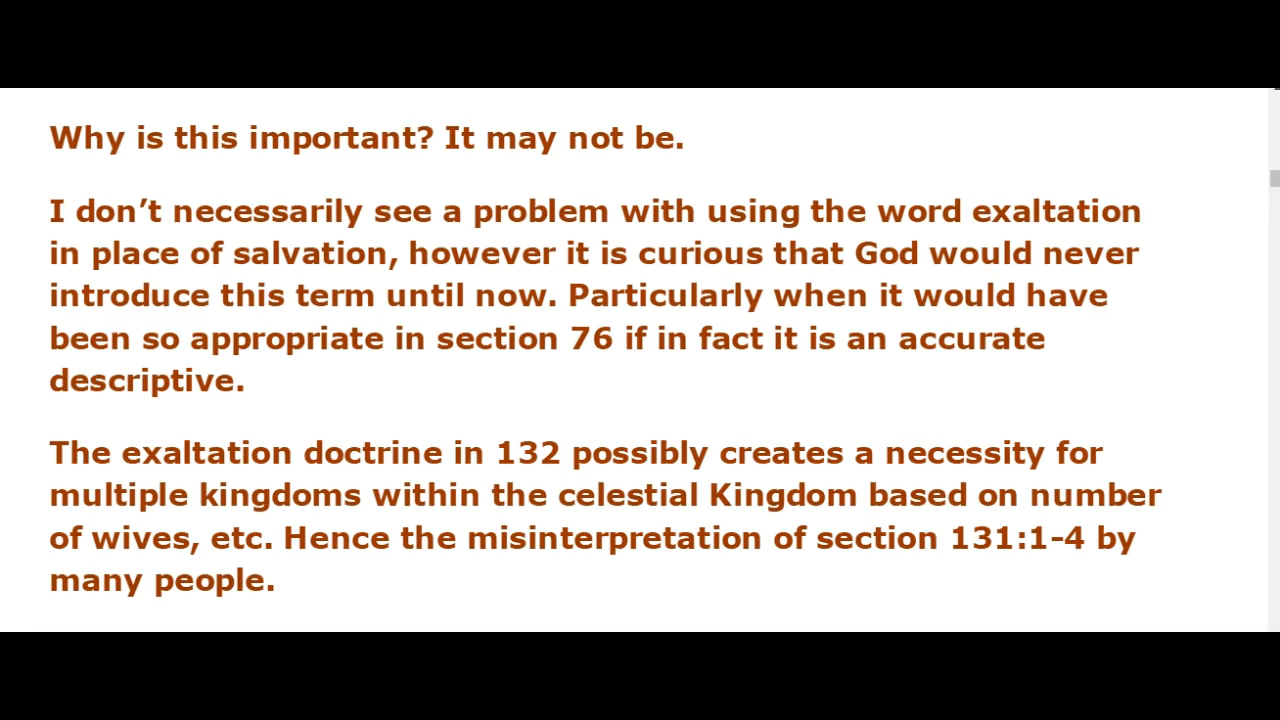 Why is this important? It may not be.
I don’t necessarily see a problem with using the word exaltation
in place of salvation, however it is curious that God would never
introduce this term until now. Particularly when it would have
been so appropriate in section 76 if in fact it is an accurate
descriptive.
The exaltation doctrine in 132 possibly creates a necessity for
multiple kingdoms within the celestial Kingdom based on number
of wives, etc. Hence the misinterpretation of section 131:1-4 by
many people.